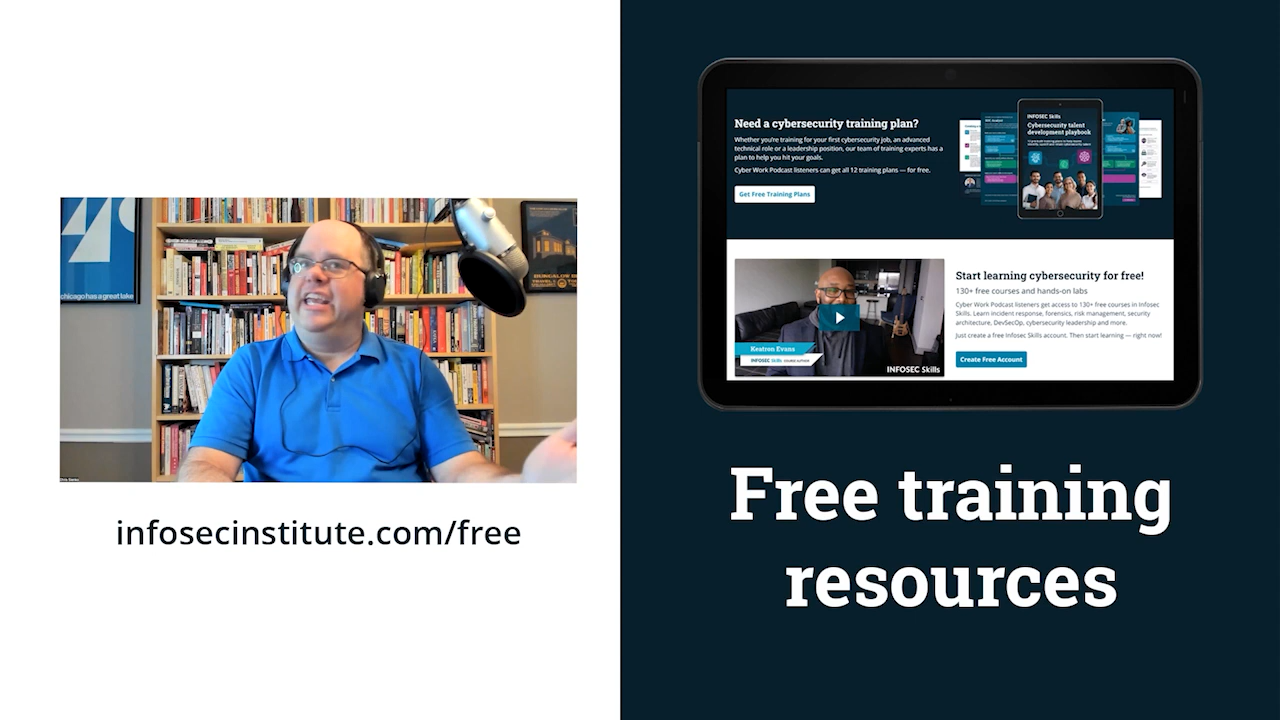 chicago has a great lake
infosecinstitute.com/free
Need a cybersecurity training plan?
Whether you're training for your first cybersecurity job, an advanced
technical role or a leadership position, our team of training experts has a
plan to help you hit your goals.
Cyber Work Podcast listeners can get all 12 training plans — for free.
Get Free Training Plans
INFOSEC Skills
Cybersecurity talent
development playbook
Keatron Evans
INFOSEC Skills COURSE AUTHOR
INFOSEC Skills
Start learning cybersecurity for free!
130+ free courses and hands-on labs
Cyber Work Podcast listeners get access to 130+ free courses in Infosec
Skills. Learn incident response, forensics, risk management, security
architecture, DevSecOp, cybersecurity leadership and more.
Just create a free Infosec Skills account. Then start learning — right now!
Create Free Account
Free training
resources